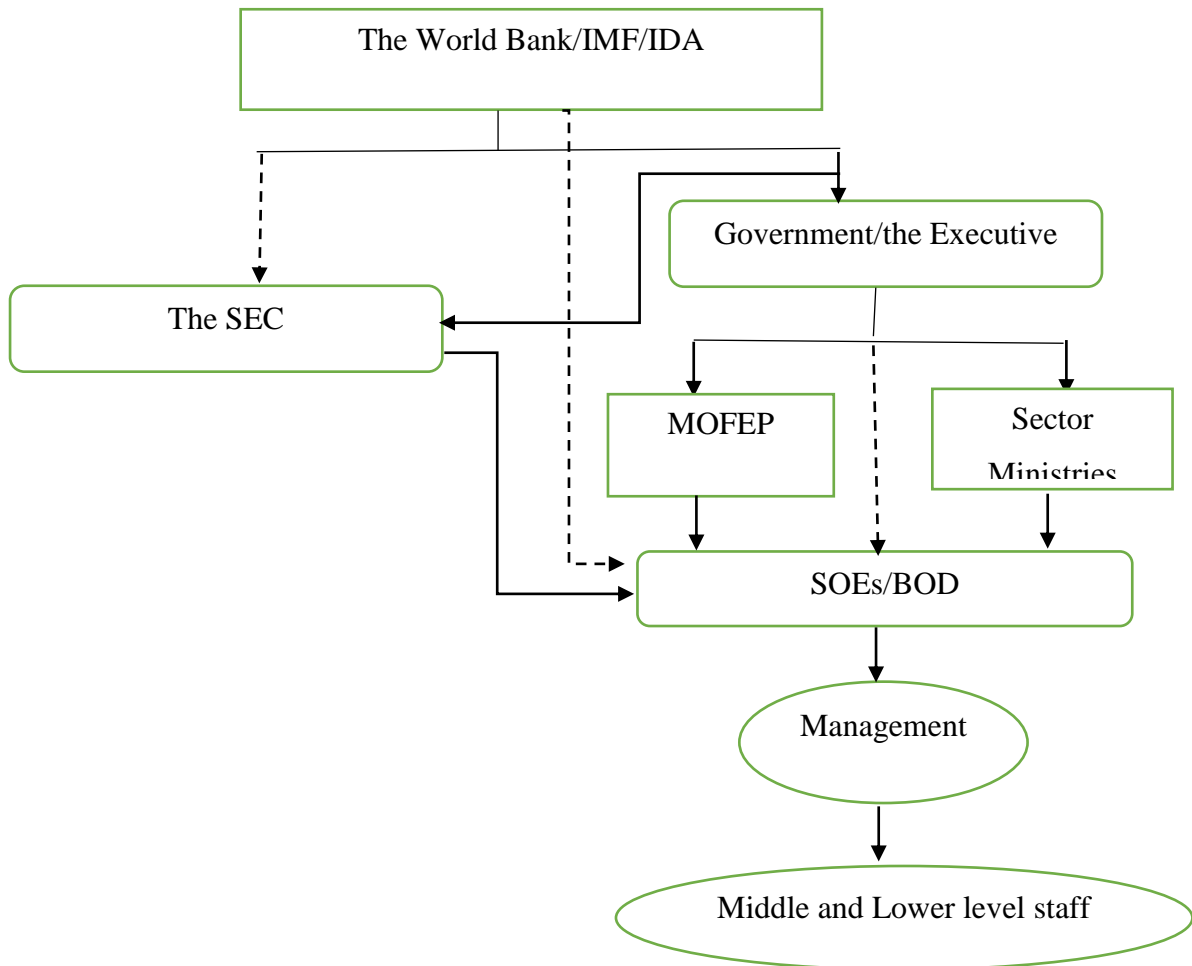 The World Bank/IMF/IDA
Government/the Executive
The SEC
MOFEP
Sector
Ministries
SOEs/BOD
Management
Middle and Lower level staff